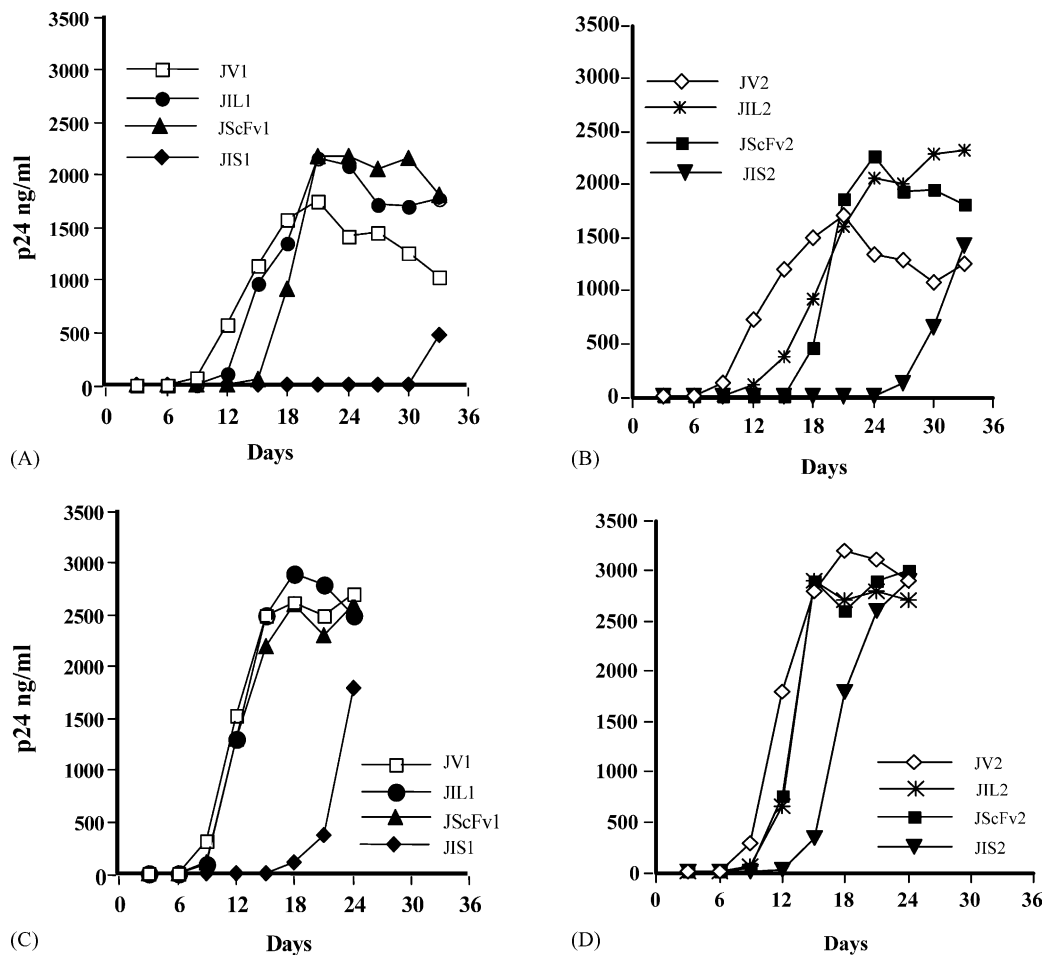 3500
3000
2500
2000
1500
1000
500
0
p24 ng/ml
JV1
JIL1
JScFv1
JIS1
0 6 12 18 24 30 36
Days
(A)
3500
3000
2500
2000
1500
1000
500
0
JV2
JIL2
JScFv2
JIS2
0 6 12 18 24 30 36
Days
(B)
3500
3000
2500
2000
1500
1000
500
0
p24 ng/ml
JV1
JIL1
JScFv1
JIS1
0 6 12 18 24 30 36
Days
(C)
3500
3000
2500
2000
1500
1000
500
0
JV2
JIL2
JScFv2
JIS2
0 6 12 18 24 30 36
Days
(D)